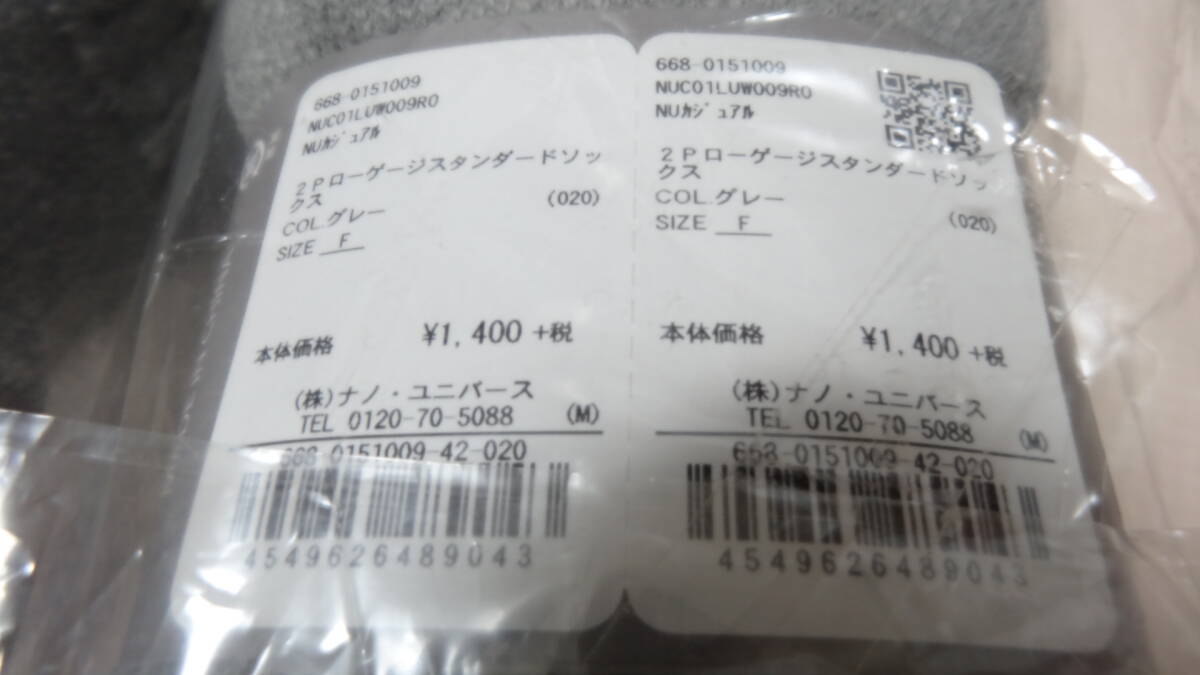 668-0151009
NUC01LUW009R0
NUｶｼﾞｭｱﾙ
２Ｐローゲージスタンダードソッ
クス
COL.グレー (020)
SIZE F
本体価格 ¥1,400 +税
(株)ナノ・ユニバース
TEL 0120-70-5088 (M)
668-0151009-42-020
4549626489043
668-0151009
NUC01LUW009R0
NUｶｼﾞｭｱﾙ
２Ｐローゲージスタンダードソッ
クス
COL.グレー (020)
SIZE F
本体価格 ¥1,400 +税
(株)ナノ・ユニバース
TEL 0120-70-5088 (M)
668-0151009-42-020
4549626489043